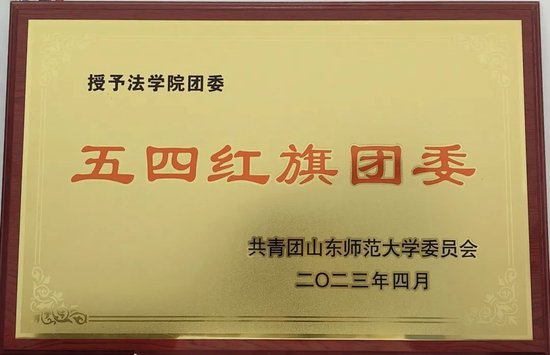 授予法学院团委
五四红旗团委
共青团山东师范大学委员会
二〇二三年四月